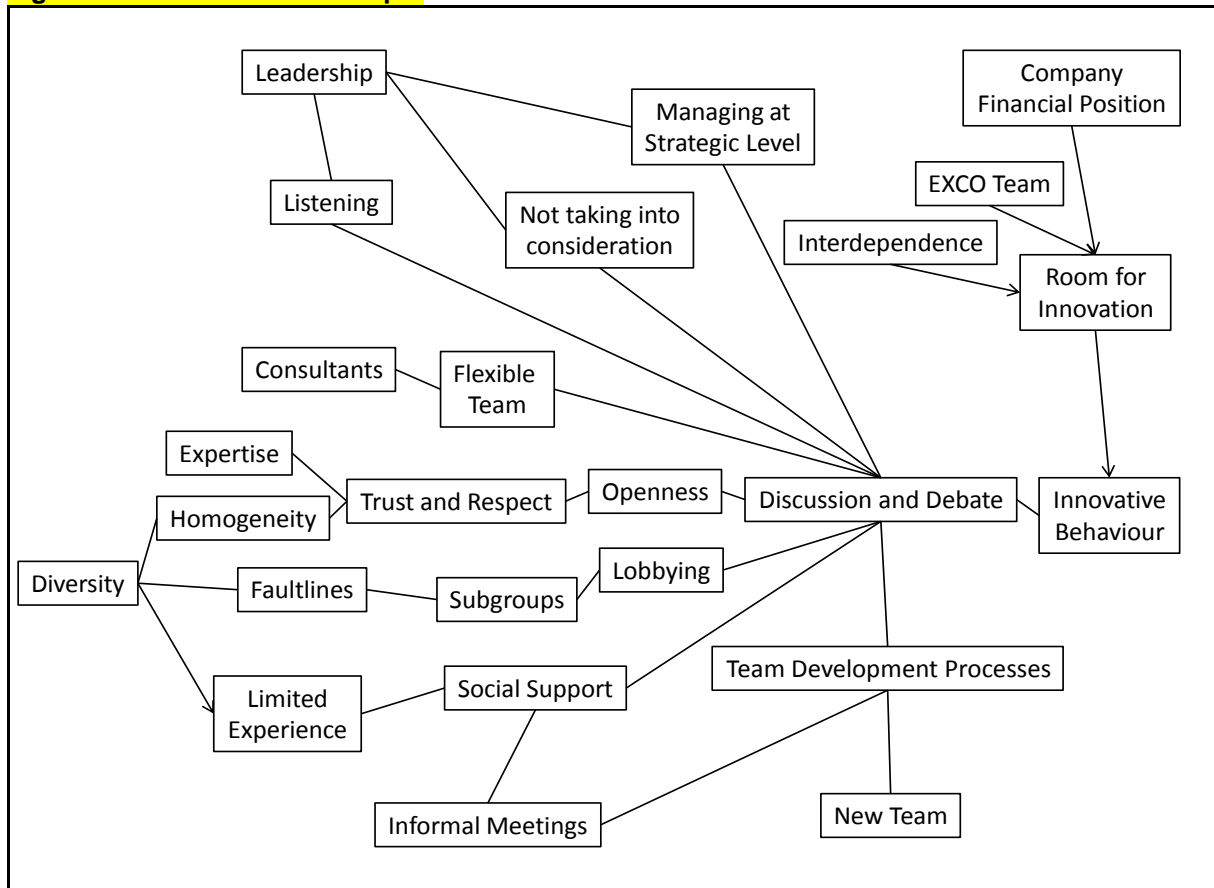 Leadership
Company
Financial Position
Managing at
Strategic Level
EXCO Team
Listening
Not taking into
consideration
Interdependence
Room for
Innovation
Consultants
Flexible
Team
Expertise
Trust and Respect
Openness
Discussion and Debate
Innovative
Behaviour
Homogeneity
Diversity
Faultlines
Subgroups
Lobbying
Limited
Experience
Social Support
Team Development Processes
Informal Meetings
New Team